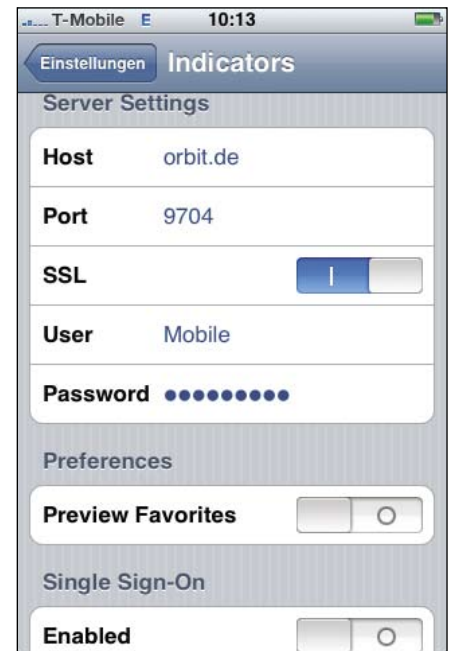 T-Mobile E 10:13
Einstellungen Indicators
Server Settings
Host orbit.de
Port 9704
SSL
User Mobile
Password •••••••••
Preferences
Preview Favorites
Single Sign-On
Enabled